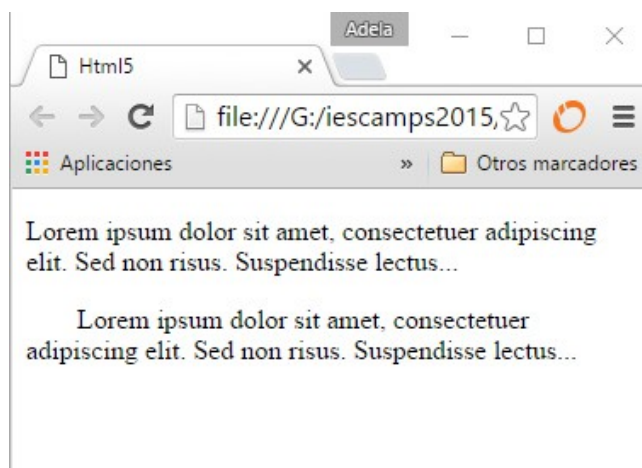 Adela
Html5
file:///G:/iescamps2015,
Aplicaciones » Otros marcadores
Lorem ipsum dolor sit amet, consectetuer adipiscing
elit. Sed non risus. Suspendisse lectus...
Lorem ipsum dolor sit amet, consectetuer
adipiscing elit. Sed non risus. Suspendisse lectus...